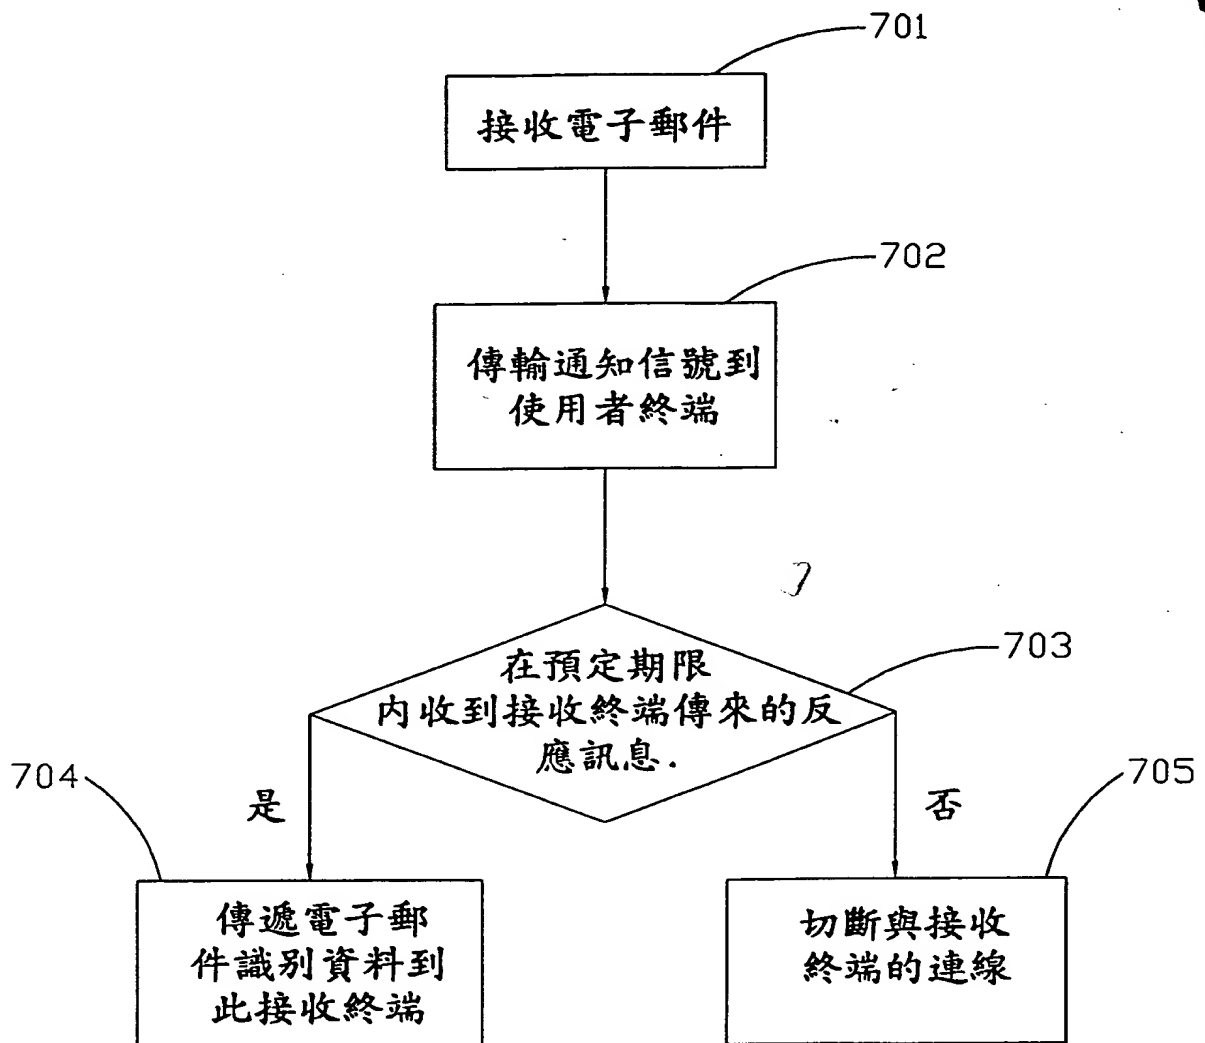 701
接收電子郵件
702
傳輸通知信號到
使用者終端
703
在預定期限
内收到接收終端傳來的反
應訊息.
704
是
否
705
傳遞電子郵
件識別資料到
此接收終端
切斷與接收
終端的連線